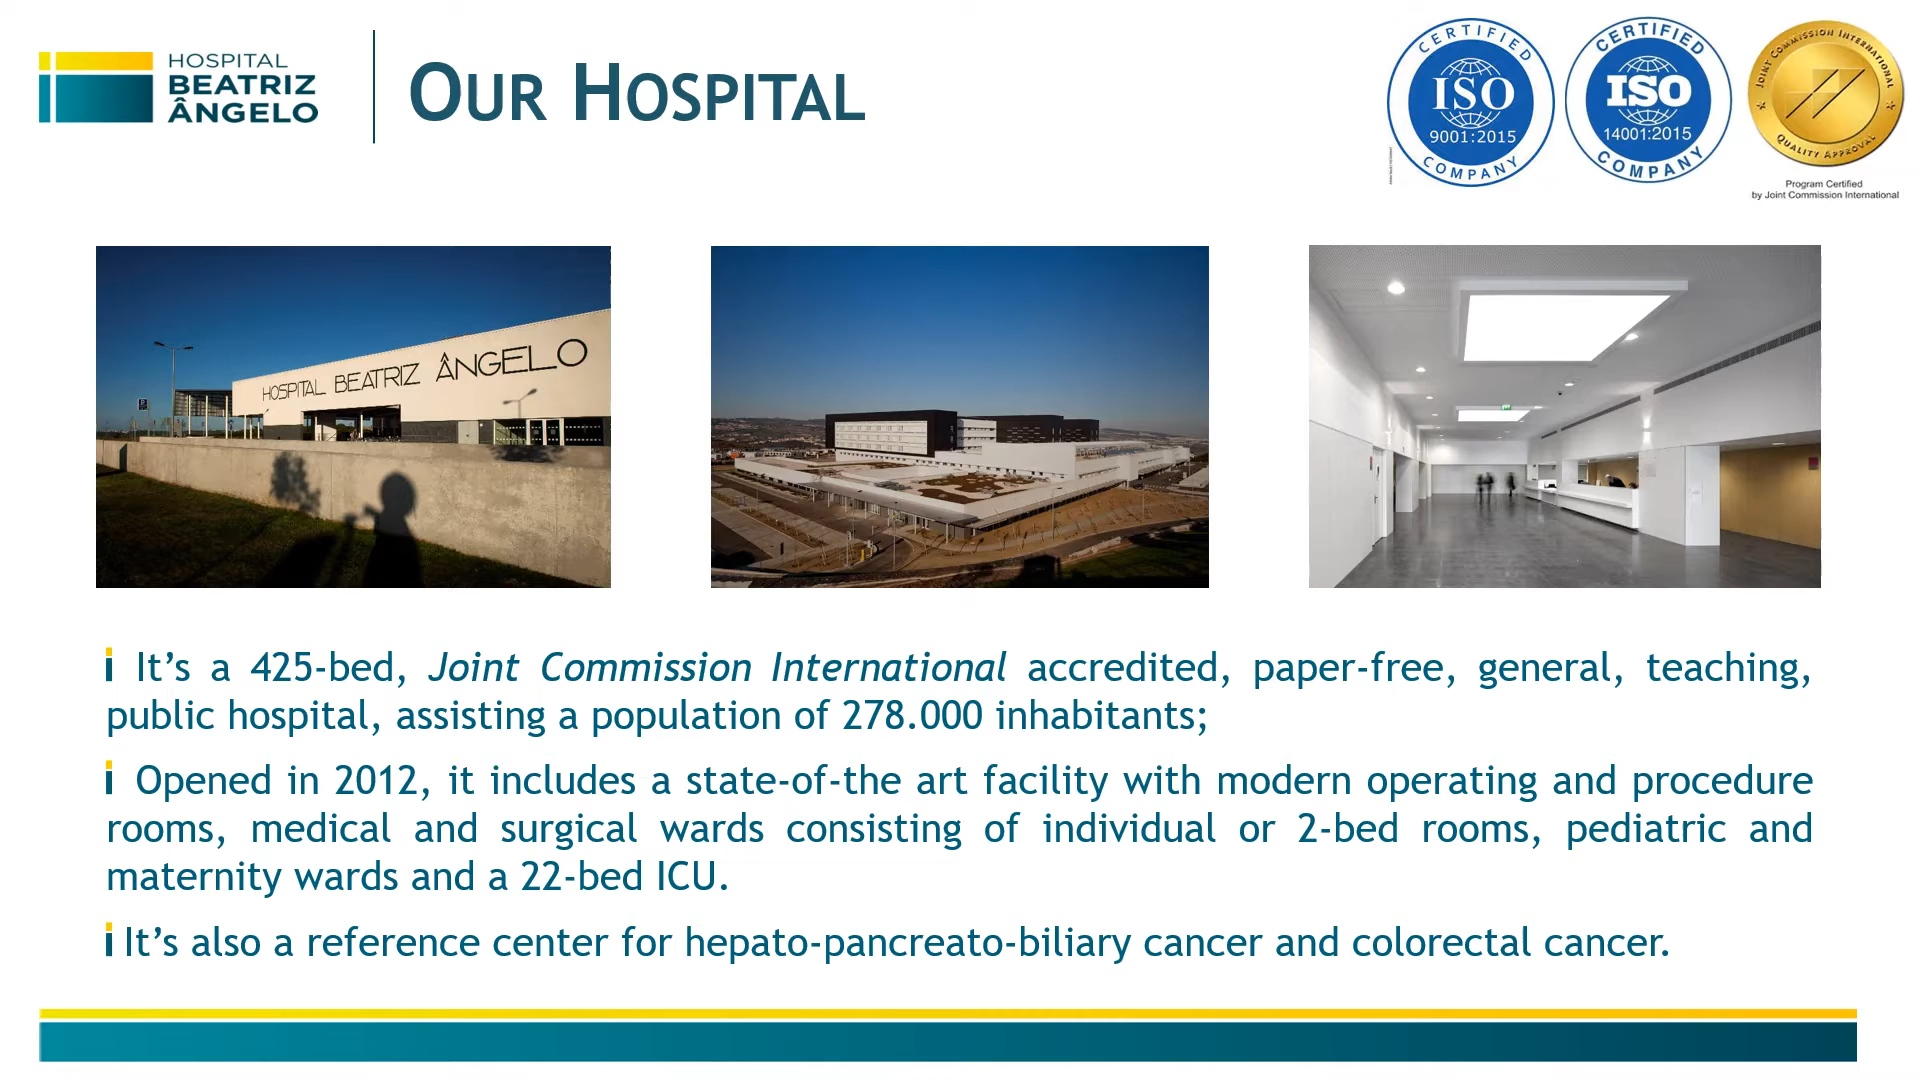 HOSPITAL
BEATRIZ
ÂNGELO
OUR HOSPITAL
CERTIFIED
ISO
9001:2015
COMPANY
CERTIFIED
ISO
14001:2015
COMPANY
JOINT COMMISSION INTERNATIONAL
QUALITY APPROVAL
Program Certified
by Joint Commission International
HOSPITAL BEATRIZ ÂNGELO
It’s a 425-bed, Joint Commission International accredited, paper-free, general, teaching,
public hospital, assisting a population of 278.000 inhabitants;
Opened in 2012, it includes a state-of-the art facility with modern operating and procedure
rooms, medical and surgical wards consisting of individual or 2-bed rooms, pediatric and
maternity wards and a 22-bed ICU.
It’s also a reference center for hepato-pancreato-biliary cancer and colorectal cancer.